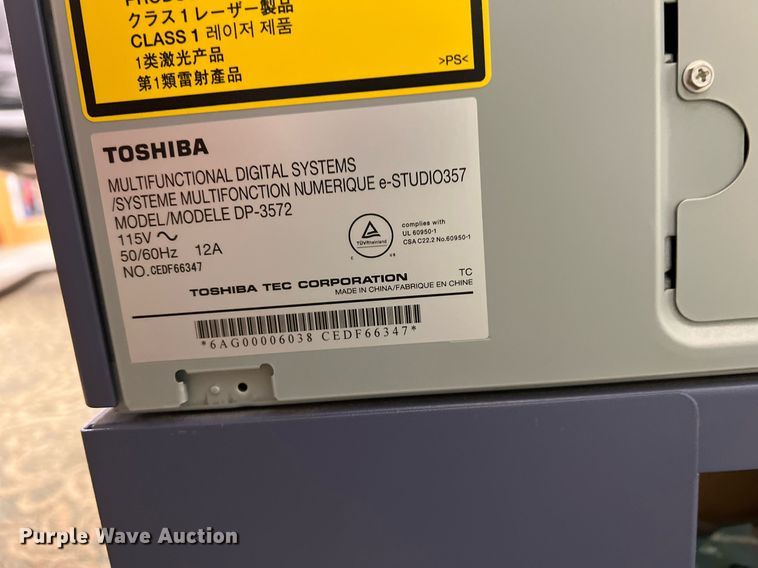 クラス1レーザー製品
CLASS 1 레이저 제품
1类激光产品
第1類雷射產品
>PS<
TOSHIBA
MULTIFUNCTIONAL DIGITAL SYSTEMS
/SYSTEME MULTIFONCTION NUMERIQUE e-STUDIO357
MODEL/MODELE DP-3572
115V ~
50/60Hz 12A
NO. CEDF66347
TÜVRheinland
complies with
UL 60950-1
CSA C22.2 No.60950-1
TOSHIBA TEC CORPORATION
TC
MADE IN CHINA/FABRIQUE EN CHINE
*6AG00006038 CEDF66347*
Purple Wave Auction